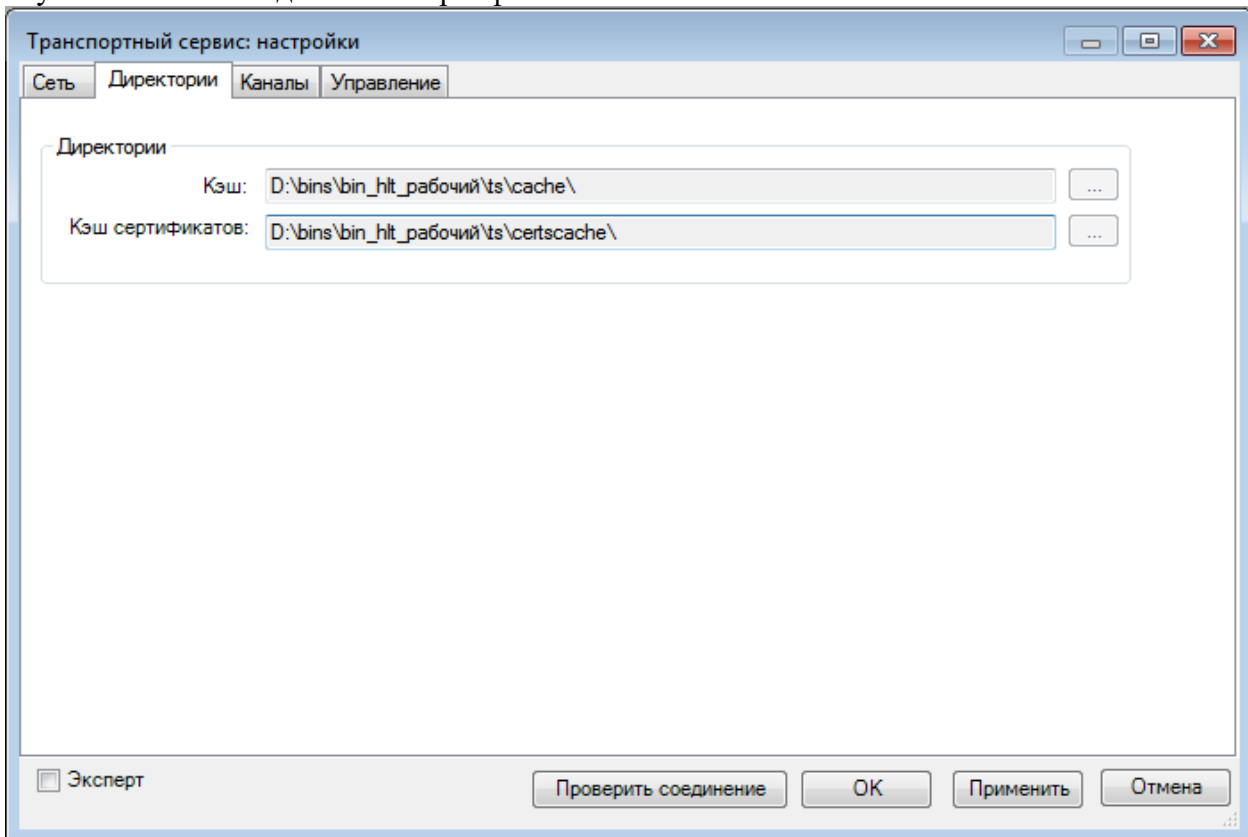 Транспортный сервис: настройки
Сеть Директории Каналы Управление
Директории
Кэш: D:\bins\bin_hlt_рабочий\ts\cache\ ...
Кэш сертификатов: D:\bins\bin_hlt_рабочий\ts\certscache\ ...
Эксперт Проверить соединение OK Применить Отмена